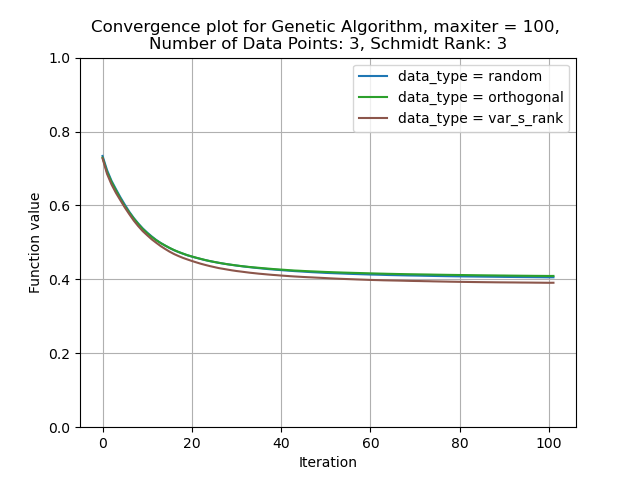 Convergence plot for Genetic Algorithm, maxiter = 100,
Number of Data Points: 3, Schmidt Rank: 3
data_type = random
data_type = orthogonal
data_type = var_s_rank
Function value
1.0
0.8
0.6
0.4
0.2
0.0
0 20 40 60 80 100
Iteration